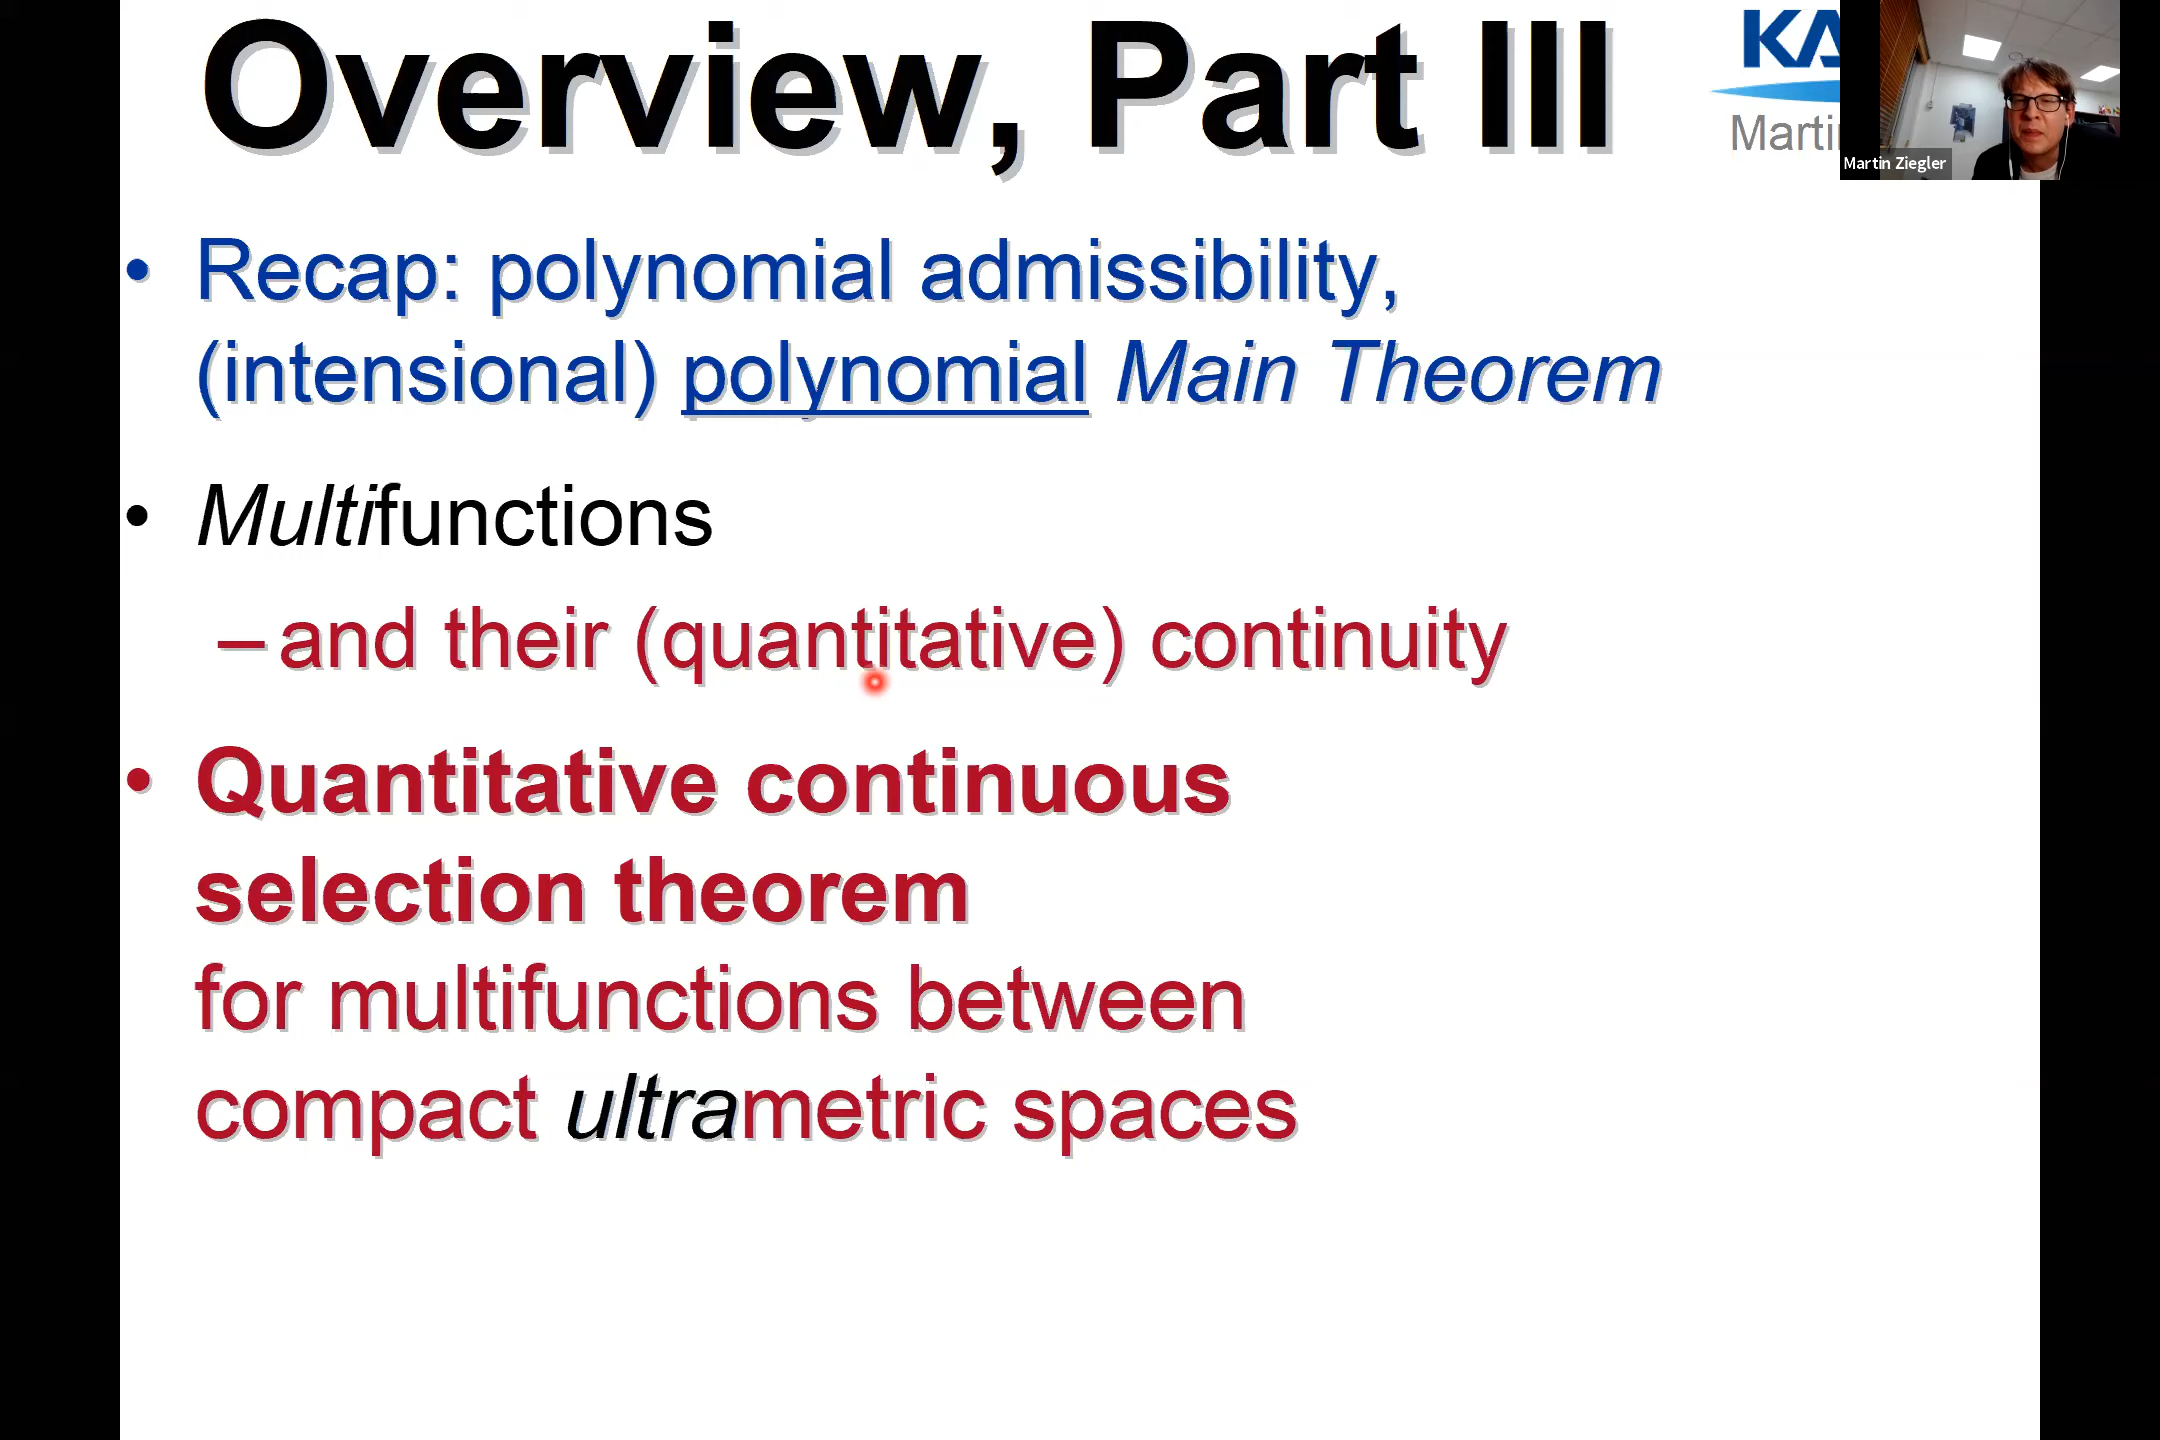 Overview, Part III
KA
Marti
Martin Ziegler
• Recap: polynomial admissibility,
(intensional) polynomial Main Theorem
• Multifunctions
– and their (quantitative) continuity
• Quantitative continuous
selection theorem
for multifunctions between
compact ultrametric spaces